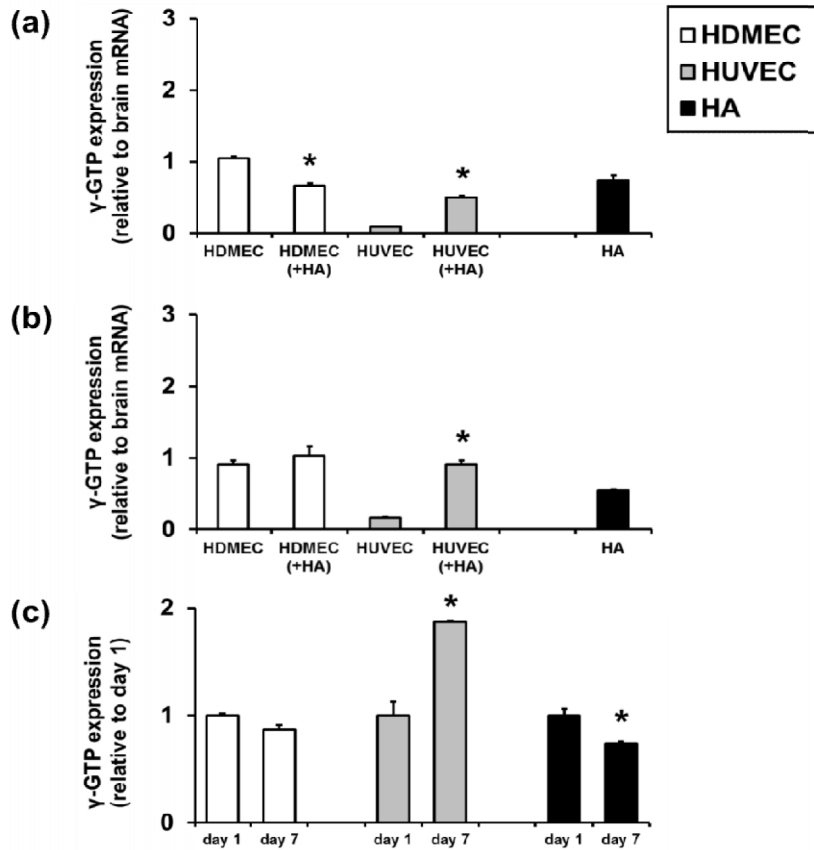 (a)
γ-GTP expression
(relative to brain mRNA)
3
2
1
0
*
*
HDMEC
HDMEC
(+HA)
HUVEC
HUVEC
(+HA)
HA
HDMEC
HUVEC
HA
(b)
γ-GTP expression
(relative to brain mRNA)
3
2
1
0
*
HDMEC
HDMEC
(+HA)
HUVEC
HUVEC
(+HA)
HA
(c)
γ-GTP expression
(relative to day 1)
2
1
0
*
*
day 1
day 7
day 1
day 7
day 1
day 7